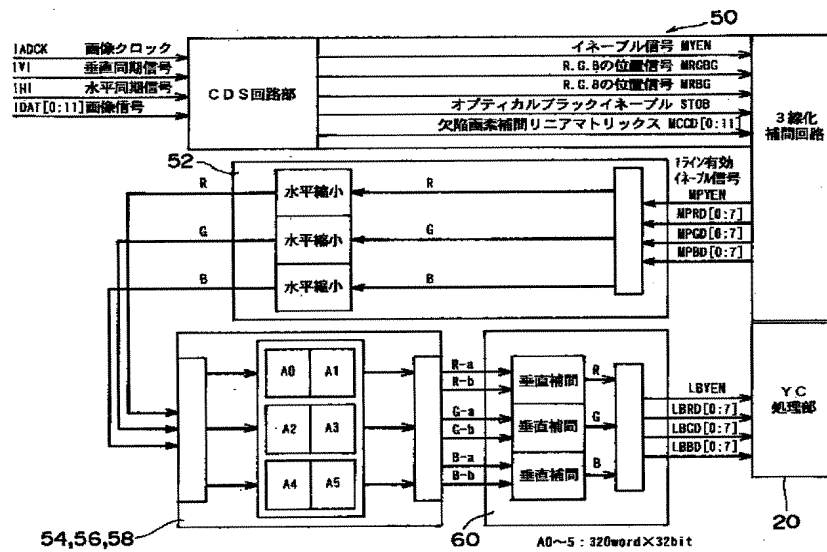 50
1ADCK 画像クロック
1VI 垂直同期信号
1HI 水平同期信号
1DAT[0:11]画像信号
CDS回路部
イネーブル信号 MYEN
R.G.Bの位置信号 MRGBG
R.G.Bの位置信号 MRBG
オプティカルブラックイネーブル STOB
欠陥画素補間リニアマトリックス MCCD[0:11]
3線化
補間回路
52
R
水平縮小
R
G
水平縮小
G
B
水平縮小
B
1ライン有効
イネーブル信号
MPYEN
MPRD[0:7]
MPGD[0:7]
MPBD[0:7]
A0 A1
A2 A3
A4 A5
R-a
R-b
G-a
G-b
B-a
B-b
垂直補間
垂直補間
垂直補間
R
G
B
LBYEN
LBRD[0:7]
LBGD[0:7]
LBBD[0:7]
YC
処理部
54,56,58
60
A0〜5:320word×32bit
20